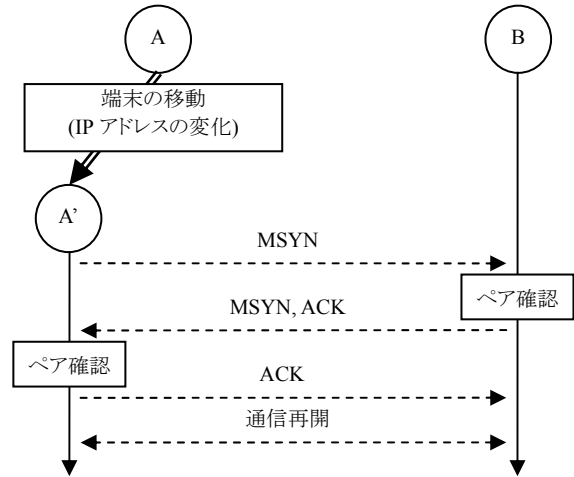 A
B
端末の移動
(IP アドレスの変化)
A’
MSYN
ペア確認
MSYN, ACK
ペア確認
ACK
通信再開